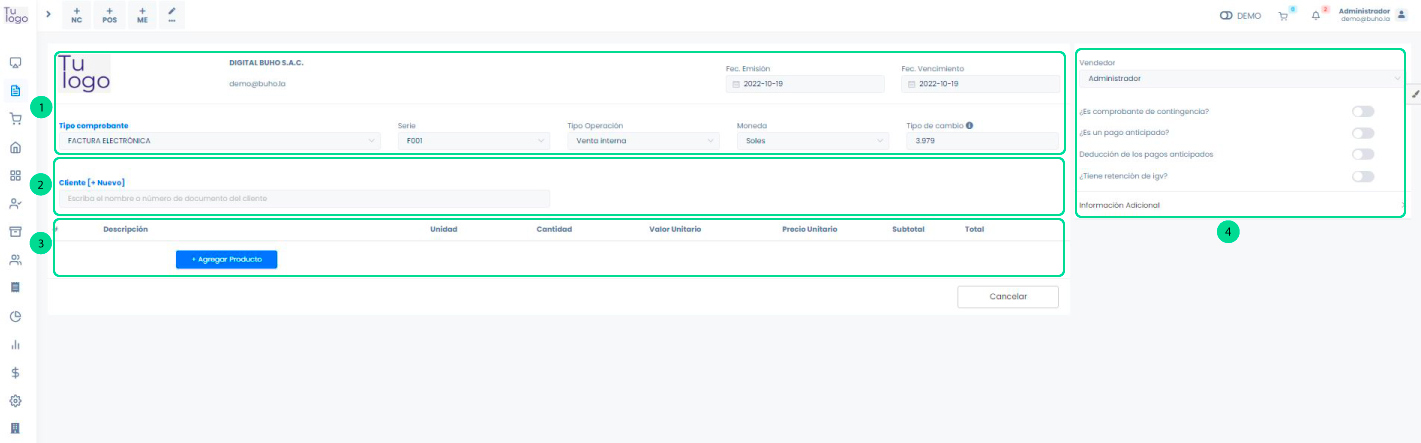 Tu
logo
+
NC
+
POS
+
ME
...
DEMO
0
2
Administrador
demo@buho.la
Tu
logo
DIGITAL BUHO S.A.C.
demo@buho.la
Fec. Emisión
2022-10-19
Fec. Vencimiento
2022-10-19
1
Tipo comprobante
FACTURA ELECTRÓNICA
Serie
F001
Tipo Operación
Venta interna
Moneda
Soles
Tipo de cambio
3.979
2
Cliente [+ Nuevo]
Escriba el nombre o número de documento del cliente
3
Descripción Unidad Cantidad Valor Unitario Precio Unitario Subtotal Total
+ Agregar Producto
Cancelar
Vendedor
Administrador
¿Es comprobante de contingencia?
¿Es un pago anticipado?
Deducción de los pagos anticipados
¿Tiene retención de igv?
Información Adicional
4